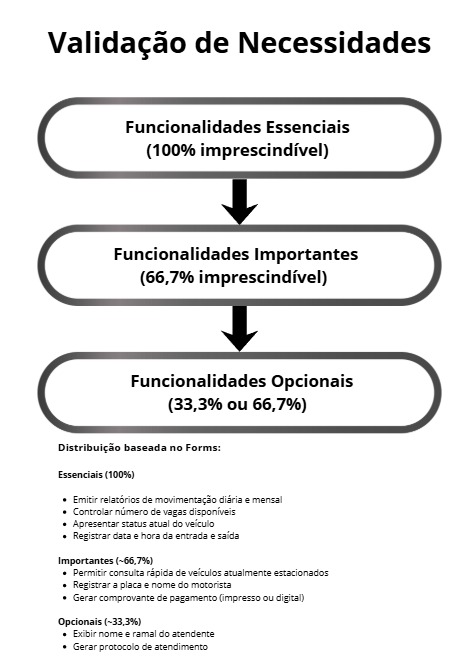 Validação de Necessidades
Funcionalidades Essenciais
(100% imprescindível)
Funcionalidades Importantes
(66,7% imprescindível)
Funcionalidades Opcionais
(33,3% ou 66,7%)
Distribuição baseada no Forms:
Essenciais (100%)
• Emitir relatórios de movimentação diária e mensal
• Controlar número de vagas disponíveis
• Apresentar status atual do veículo
• Registrar data e hora da entrada e saída
Importantes (~66,7%)
• Permitir consulta rápida de veículos atualmente estacionados
• Registrar a placa e nome do motorista
• Gerar comprovante de pagamento (impresso ou digital)
Opcionais (~33,3%)
• Exibir nome e ramal do atendente
• Gerar protocolo de atendimento